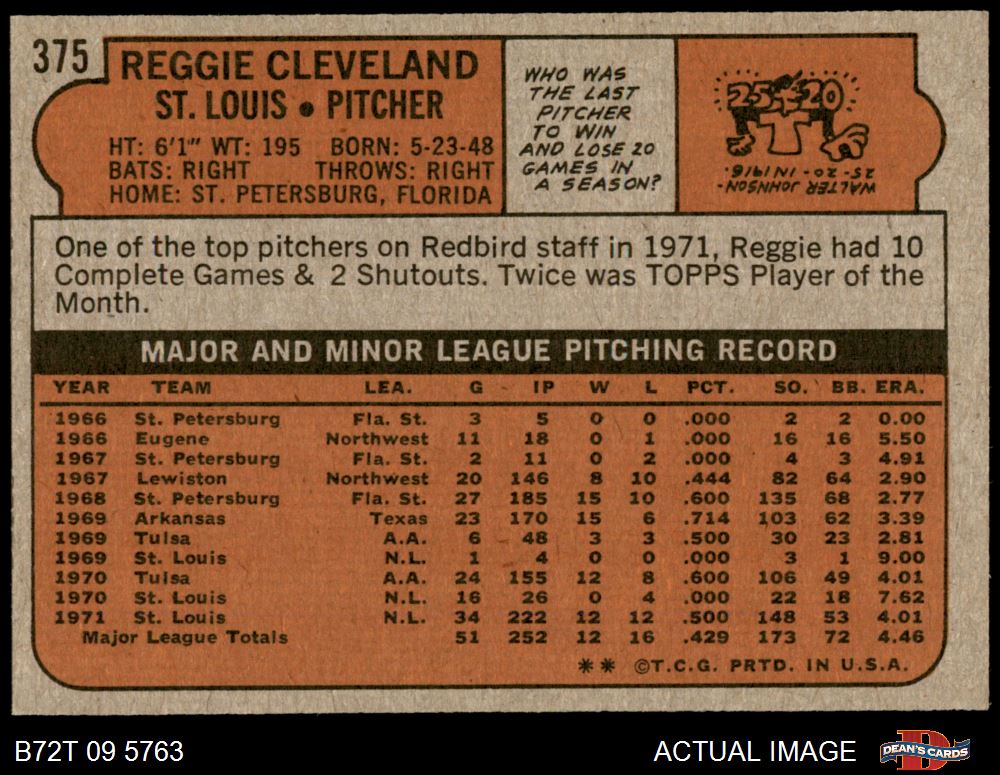 375
REGGIE CLEVELAND
ST. LOUIS • PITCHER
HT: 6'1" WT: 195 BORN: 5-23-48
BATS: RIGHT THROWS: RIGHT
HOME: ST. PETERSBURG, FLORIDA
WHO WAS
THE LAST
PITCHER
TO WIN
AND LOSE 20
GAMES IN
A SEASON?
25 20
WALTER JOHNSON-
25-20-IN 1916.
One of the top pitchers on Redbird staff in 1971, Reggie had 10
Complete Games & 2 Shutouts. Twice was TOPPS Player of the
Month.
MAJOR AND MINOR LEAGUE PITCHING RECORD
YEAR TEAM LEA. G IP W L PCT. SO. BB. ERA.
1966 St. Petersburg Fla. St. 3 5 0 0 .000 2 2 0.00
1966 Eugene Northwest 11 18 0 1 .000 16 16 5.50
1967 St. Petersburg Fla. St. 2 11 0 2 .000 4 3 4.91
1967 Lewiston Northwest 20 146 8 10 .444 82 64 2.90
1968 St. Petersburg Fla. St. 27 185 15 10 .600 135 68 2.77
1969 Arkansas Texas 23 170 15 6 .714 103 62 3.39
1969 Tulsa A.A. 6 48 3 3 .500 30 23 2.81
1969 St. Louis N.L. 1 4 0 0 .000 3 1 9.00
1970 Tulsa A.A. 24 155 12 8 .600 106 49 4.01
1970 St. Louis N.L. 16 26 0 4 .000 22 18 7.62
1971 St. Louis N.L. 34 222 12 12 .500 148 53 4.01
Major League Totals 51 252 12 16 .429 173 72 4.46
** ©T.C.G. PRTD. IN U.S.A.
B72T 09 5763
ACTUAL IMAGE
DEAN'S CARDS